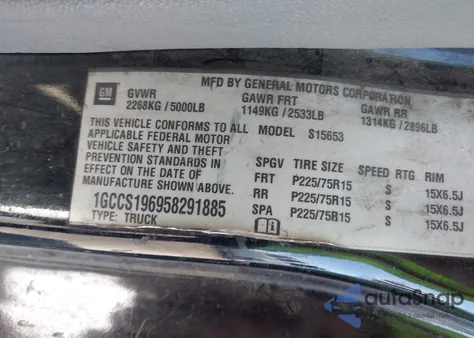 MFD BY GENERAL MOTORS CORPORATION
GM GVWR GAWR FRT GAWR RR
2268KG/5000LB 1149KG/2533LB 1314KG/2896LB
THIS VEHICLE CONFORMS TO ALL MODEL S15653
APPLICABLE FEDERAL MOTOR
VEHICLE SAFETY AND THEFT
PREVENTION STANDARDS IN
EFFECT ON THE DATE OF
MANUFACTURE SHOWN ABOVE.
1GCCS196958291885
TYPE: TRUCK
SPGV TIRE SIZE SPEED RTG RIM
FRT P225/75R15 S 15X6.5J
RR P225/75R15 S 15X6.5J
SPA P225/75R15 S 15X6.5J
autoSnap